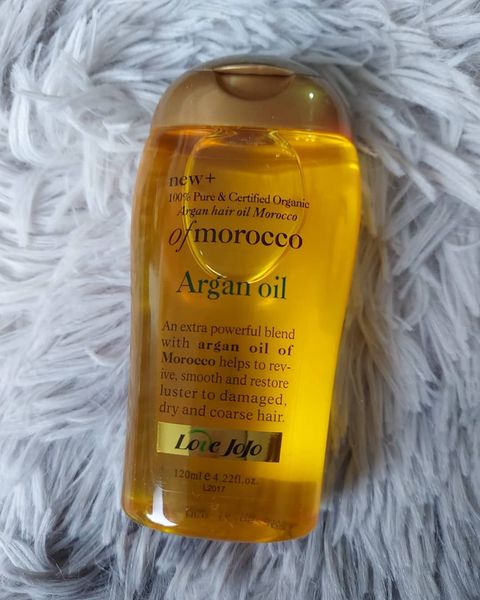 new+
100% Pure & Certified Organic
Argan hair oil Morocco
ofmorocco
Argan oil
An extra powerful blend
with argan oil of
Morocco helps to rev-
ive, smooth and restore
luster to damaged,
dry and coarse hair.
Love JoJo
120ml e 4.22fl.oz.
L2017